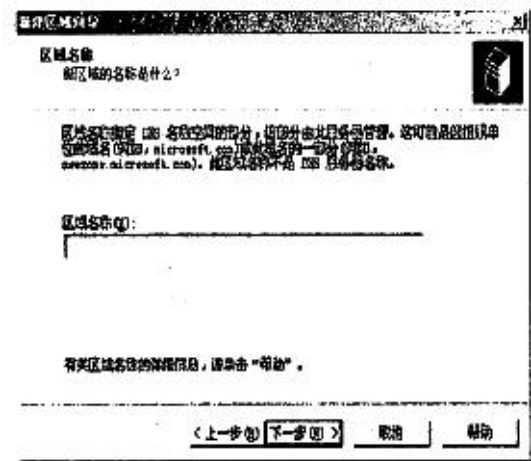 新建区域向导
区域名称
新区域的名称是什么?
区域名称指定 DNS 名称空间的部分,该部分由此服务器管理。这可能是您组织单
位的域名(例如,microsoft.com)或此域名的一部分(例如,
newzone.microsoft.com)。此区域名称不是 DNS 服务器名称。
区域名称(Z):
有关区域名称的详细信息,请单击“帮助”。
<上一步(B) 下一步(N)> 取消 帮助